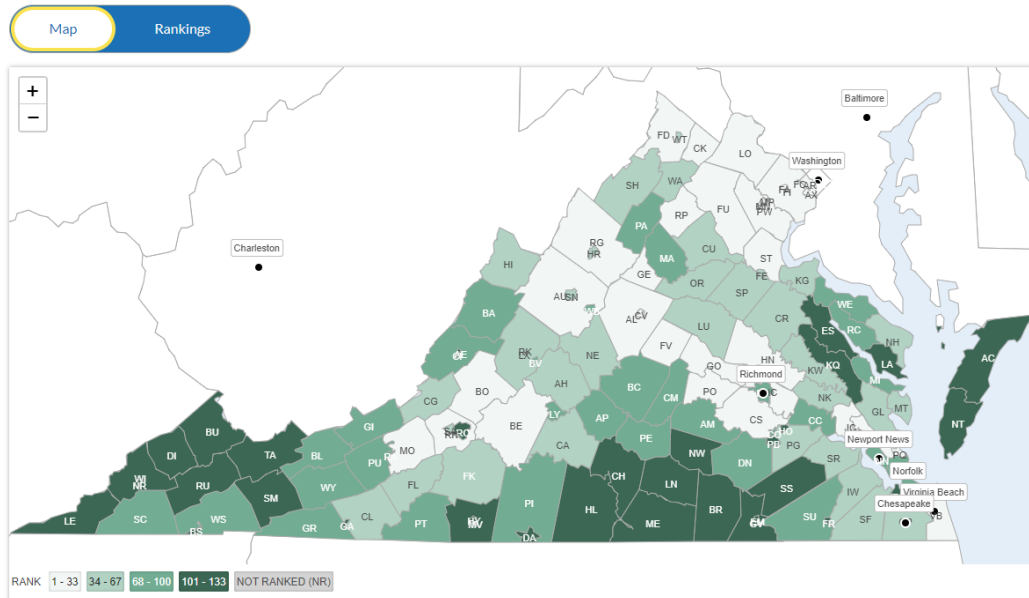 Map Rankings
+
−
Baltimore
FD WT CK LO
Washington
SH WA FU FA FC AR AX
RP PW
PA
RG HR MA CU ST
Charleston
HI GE FE KG
AU SN OR SP
BA AL CV CR WE
LU ES RC NH
RK NE FV HN LA AC
BV GO KW KQ
Richmond
CG BO AH BC PO NK MI
GI LY AP CM CS CC GL MT NT
BU BE AM HO
DI TA BL PU MO CA PE PB PG
Newport News
WI NR RU WY FL FK CH NW DN SR
Norfolk
SM PI LN SS IW
Virginia Beach
LE SC WS GR GA CL PT MV HL ME BR SU FR SF
Chesapeake
BS DA
RANK 1 - 33 34 - 67 68 - 100 101 - 133 NOT RANKED (NR)